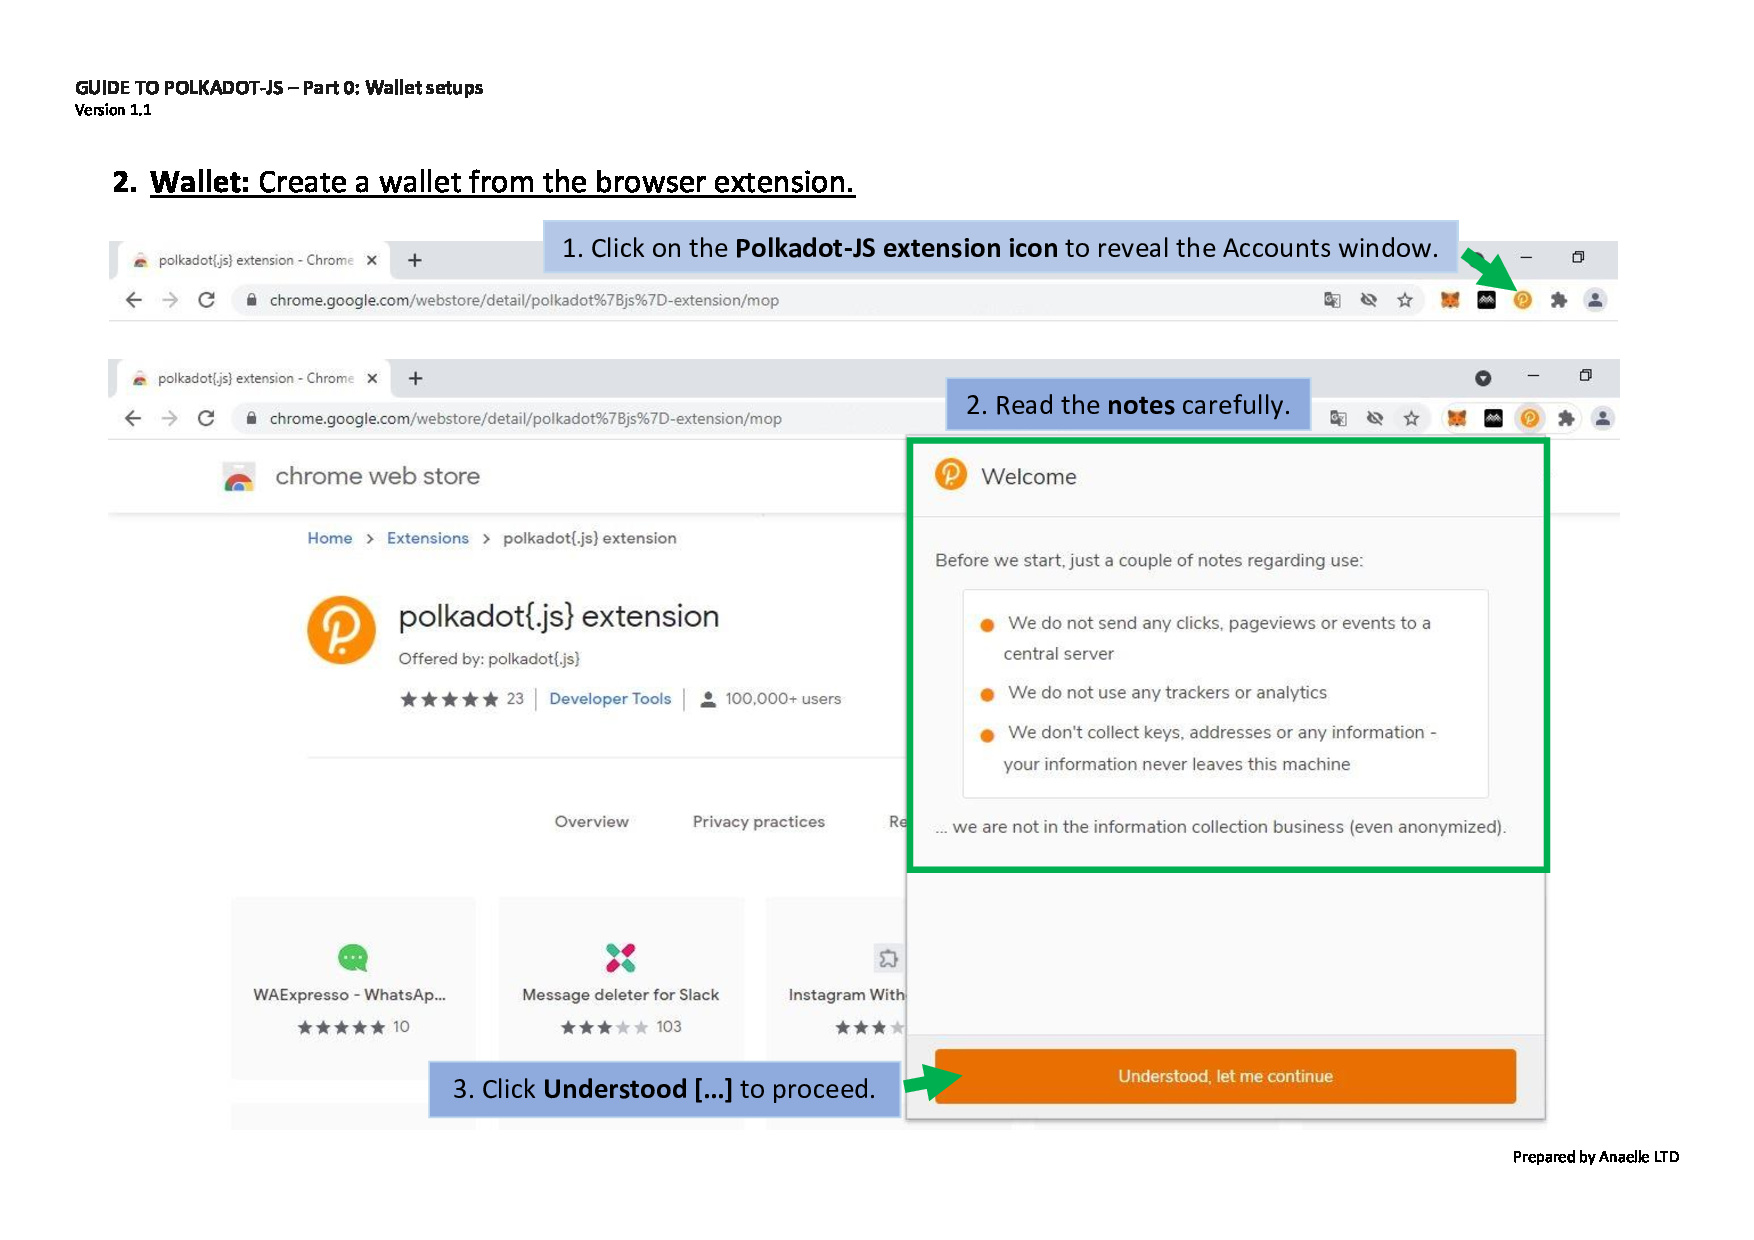 GUIDE TO POLKADOT-JS – Part 0: Wallet setups
Version 1.1
2. Wallet: Create a wallet from the browser extension.
1. Click on the Polkadot-JS extension icon to reveal the Accounts window.
polkadot{.js} extension - Chrome
chrome.google.com/webstore/detail/polkadot%7Bjs%7D-extension/mop
polkadot{.js} extension - Chrome
2. Read the notes carefully.
chrome.google.com/webstore/detail/polkadot%7Bjs%7D-extension/mop
chrome web store
Home > Extensions > polkadot{.js} extension
polkadot{.js} extension
Offered by: polkadot{.js}
23 | Developer Tools | 100,000+ users
Overview Privacy practices Re
WAExpresso - WhatsAp...
10
Message deleter for Slack
103
Instagram With
Welcome
Before we start, just a couple of notes regarding use:
We do not send any clicks, pageviews or events to a
central server
We do not use any trackers or analytics
We don't collect keys, addresses or any information -
your information never leaves this machine
... we are not in the information collection business (even anonymized).
3. Click Understood [...] to proceed.
Understood, let me continue
Prepared by Anaelle LTD